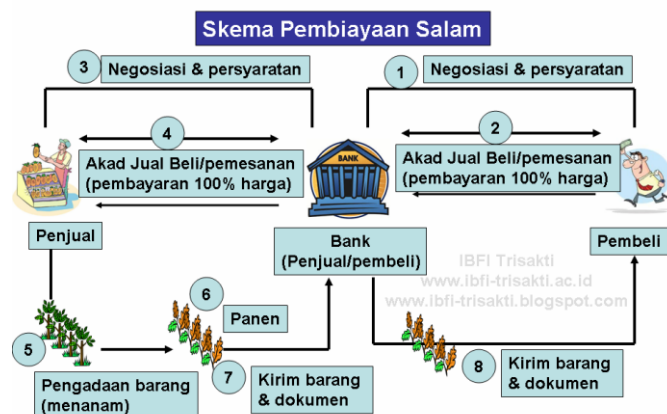 Skema Pembiayaan Salam
3
Negosiasi & persyaratan
1
Negosiasi & persyaratan
4
Akad Jual Beli/pemesanan
(pembayaran 100% harga)
BANK
2
Akad Jual Beli/pemesanan
(pembayaran 100% harga)
Penjual
Bank
(Penjual/pembeli)
Pembeli
IBFI Trisakti
www.ibfi-trisakti.ac.id
www.ibfi-trisakti.blogspot.com
5
Pengadaan barang
(menanam)
6
Panen
7
Kirim barang
& dokumen
8
Kirim barang
& dokumen